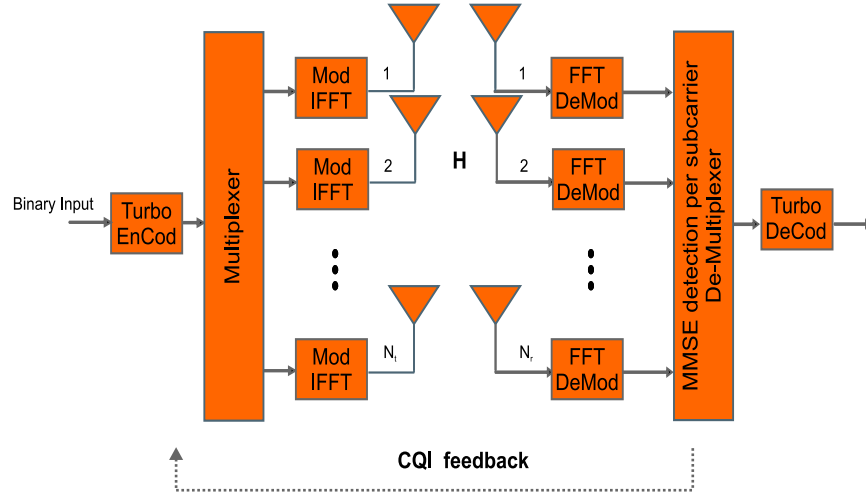 Binary Input
Turbo
EnCod
Multiplexer
Mod
IFFT
1
Mod
IFFT
2
Mod
IFFT
Nt
H
1
FFT
DeMod
2
FFT
DeMod
Nr
FFT
DeMod
MMSE detection per subcarrier
De-Multiplexer
Turbo
DeCod
CQI feedback